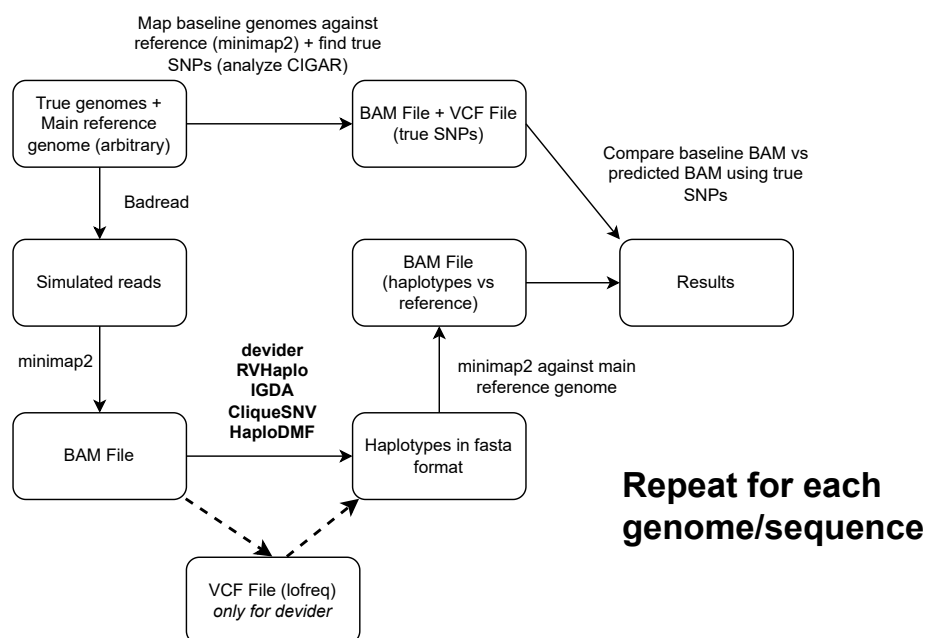 Map baseline genomes against
reference (minimap2) + find true
SNPs (analyze CIGAR)
True genomes +
Main reference
genome (arbitrary)
BAM File + VCF File
(true SNPs)
Compare baseline BAM vs
predicted BAM using true
SNPs
Badread
Simulated reads
BAM File
(haplotypes vs
reference)
Results
minimap2
devider
RVHaplo
IGDA
CliqueSNV
HaploDMF
minimap2 against main
reference genome
BAM File
Haplotypes in fasta
format
Repeat for each
genome/sequence
VCF File (lofreq)
only for devider